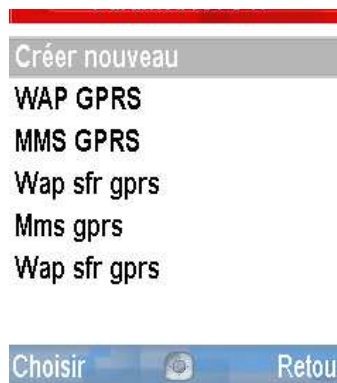 Créer nouveau
WAP GPRS
MMS GPRS
Wap sfr gprs
Mms gprs
Wap sfr gprs
Choisir Retou